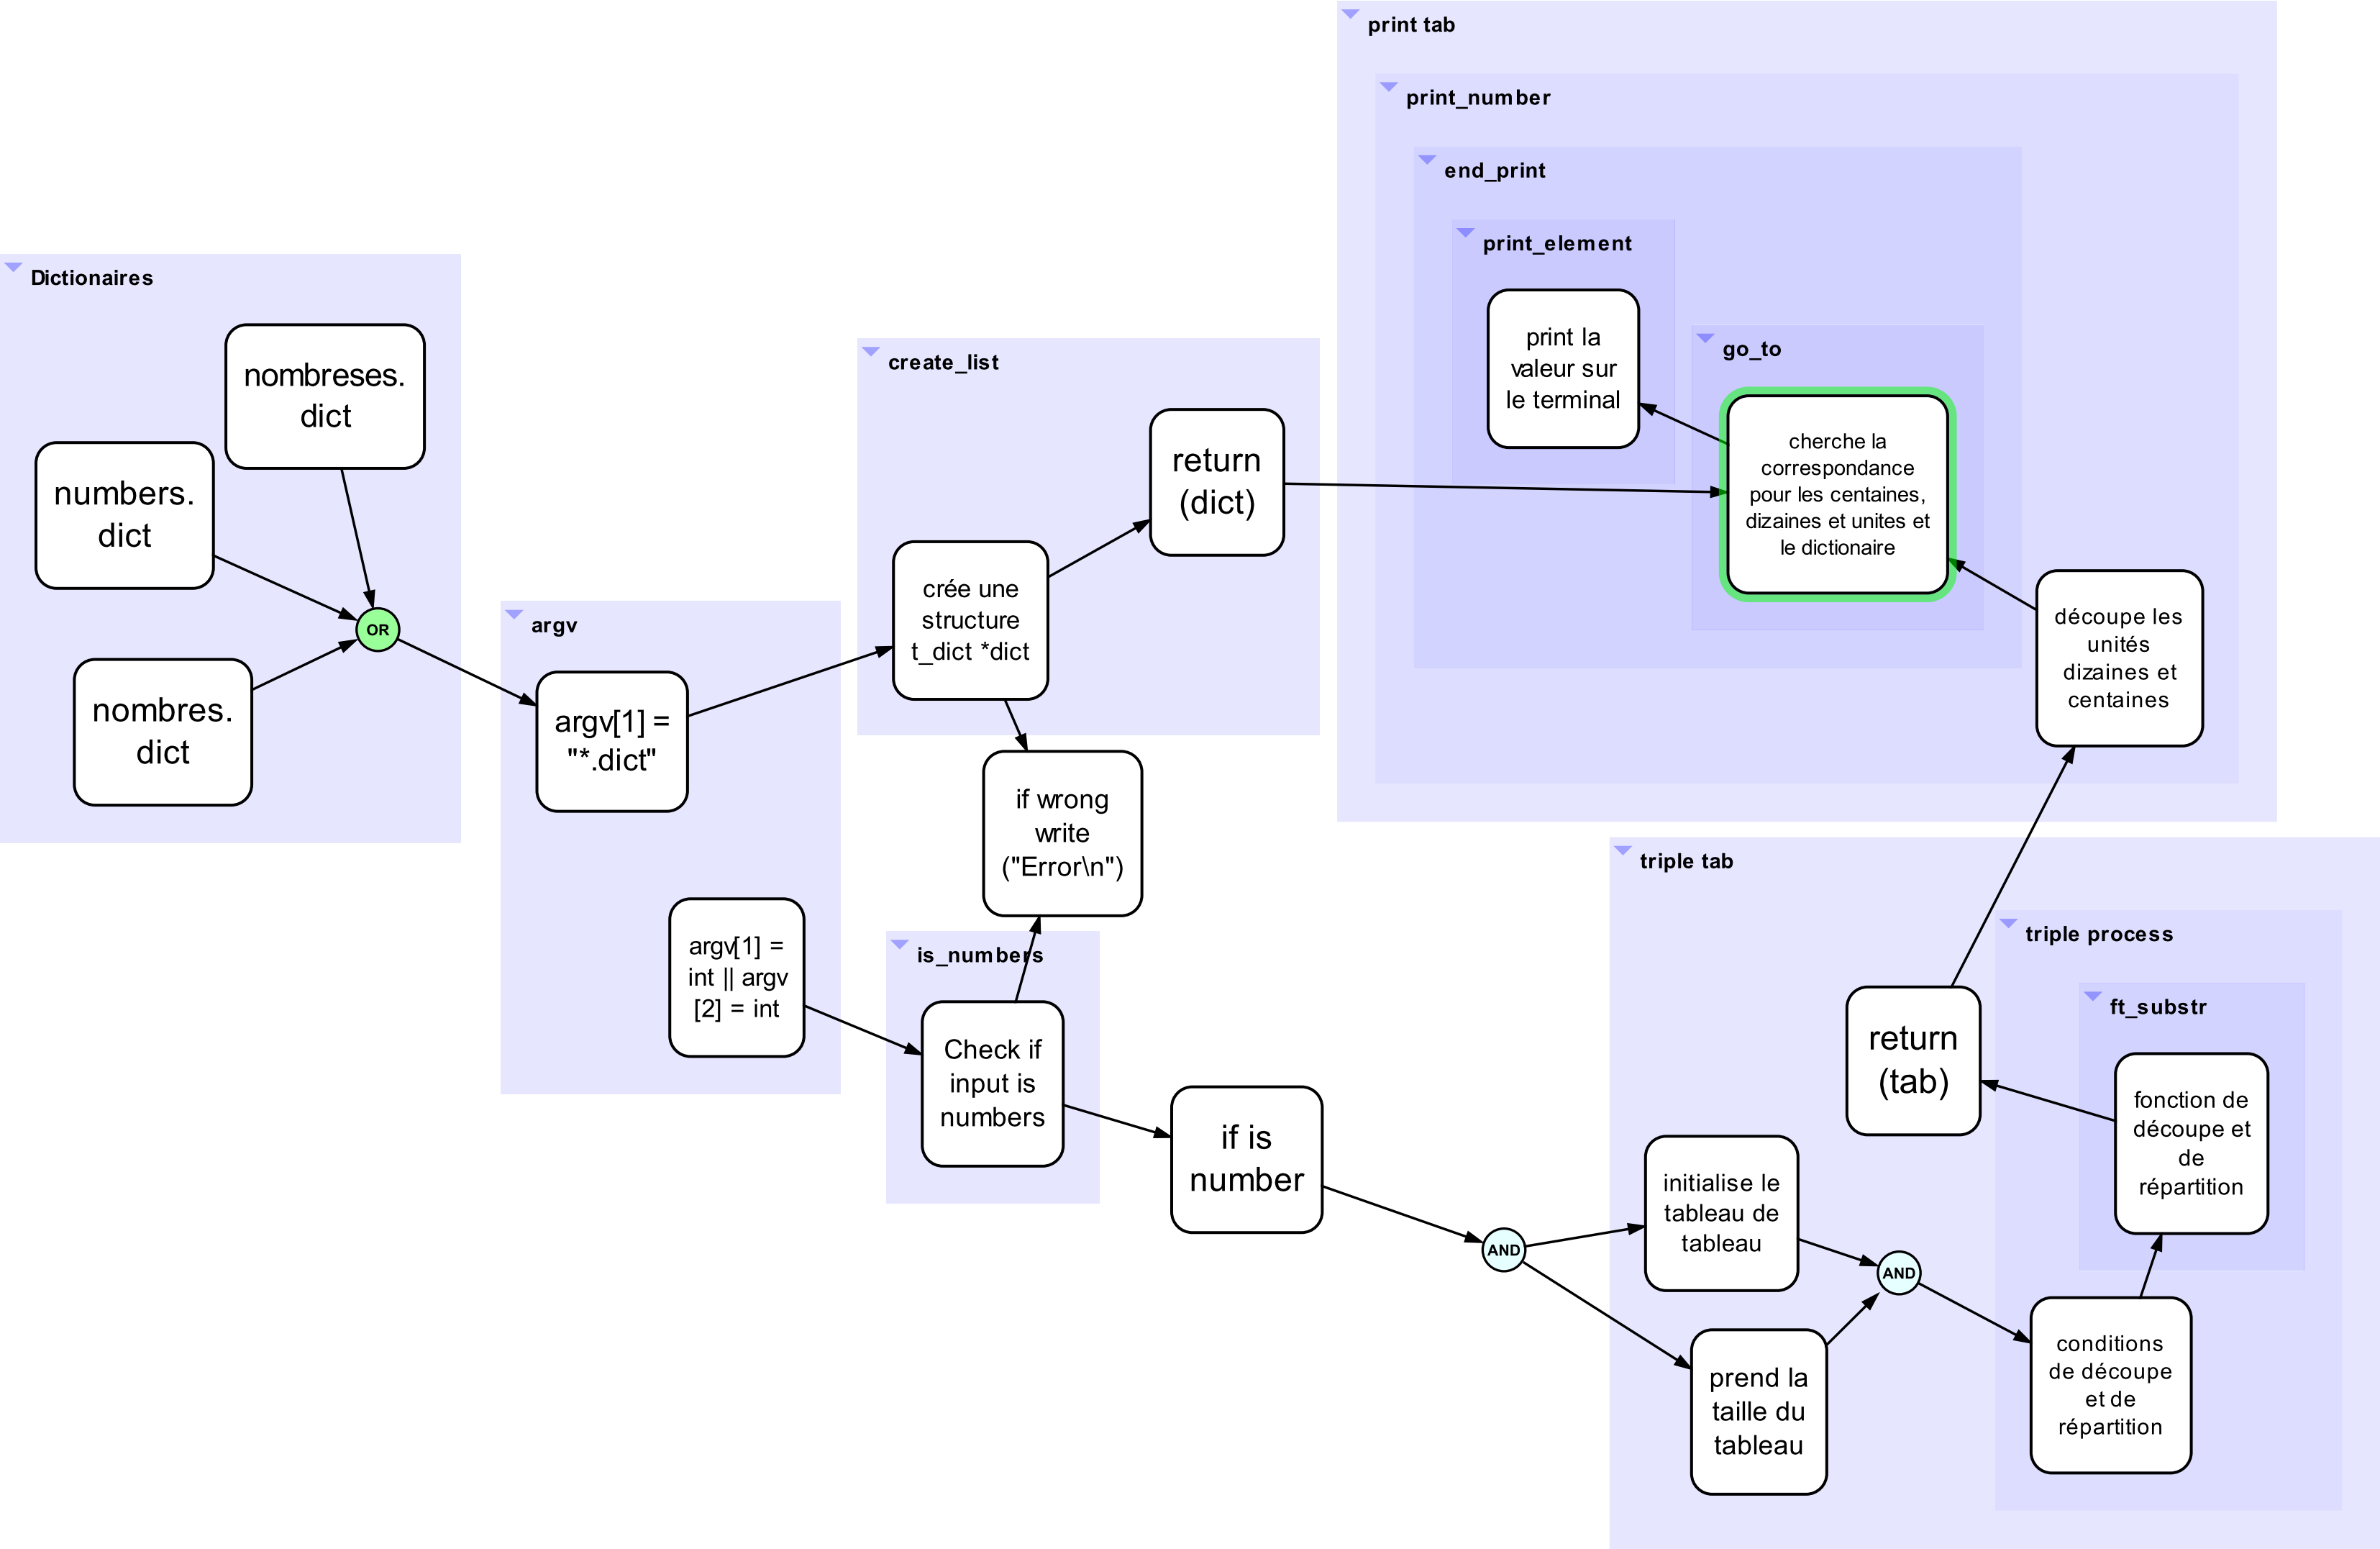 Dictionaires
nombreses.
dict
numbers.
dict
nombres.
dict
OR
argv
argv[1] =
"*.dict"
argv[1] =
int || argv
[2] = int
create_list
crée une
structure
t_dict *dict
return
(dict)
if wrong
write
("Error\n")
is_numbers
Check if
input is
numbers
if is
number
AND
print tab
print_number
end_print
print_element
print la
valeur sur
le terminal
go_to
cherche la
correspondance
pour les centaines,
dizaines et unites et
le dictionaire
découpe les
unités
dizaines et
centaines
triple tab
initialise le
tableau de
tableau
prend la
taille du
tableau
AND
return
(tab)
triple process
ft_substr
fonction de
découpe et
de
répartition
conditions
de découpe
et de
répartition